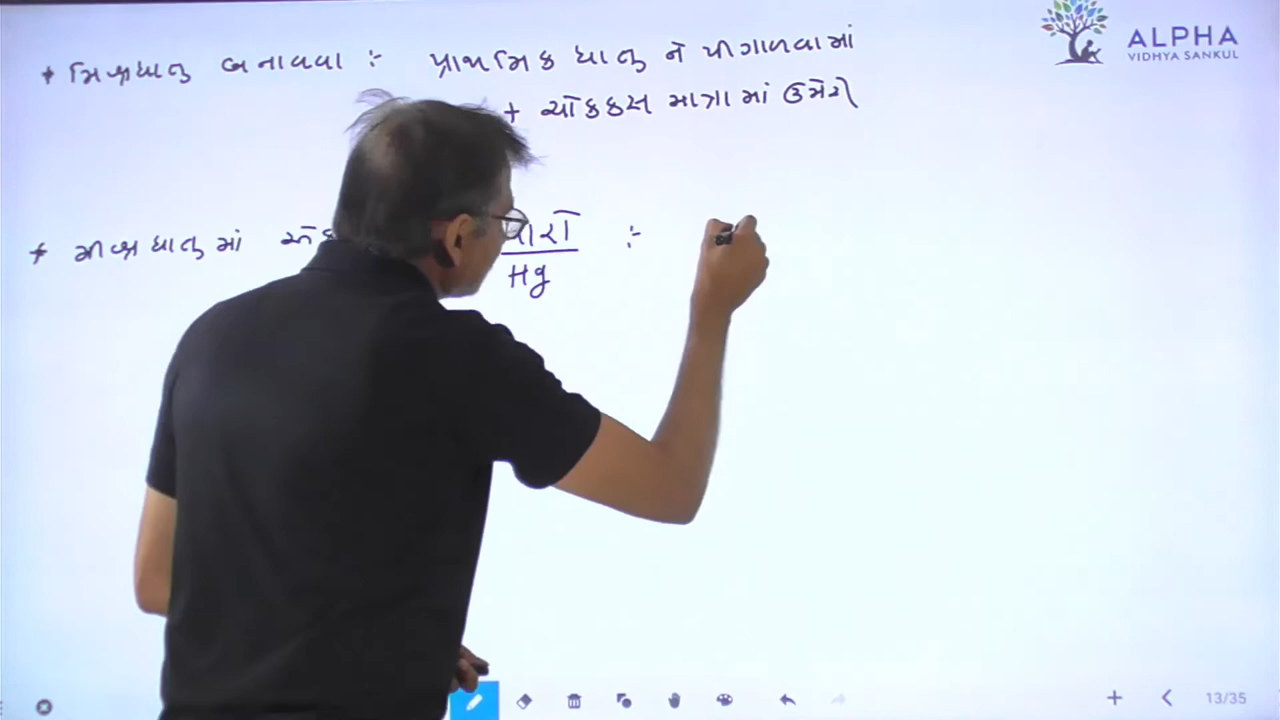 ALPHA
VIDHYA SANKUL
* મિશ્રધાતુ બનાવવા :- પ્રાથમિક ધાતુ ને પીગાળવામાં
+ ચોક્કસ માત્રા માં ઉમેરી
* મીશ્રધાતુ માં પારો :-
Hg
13/35